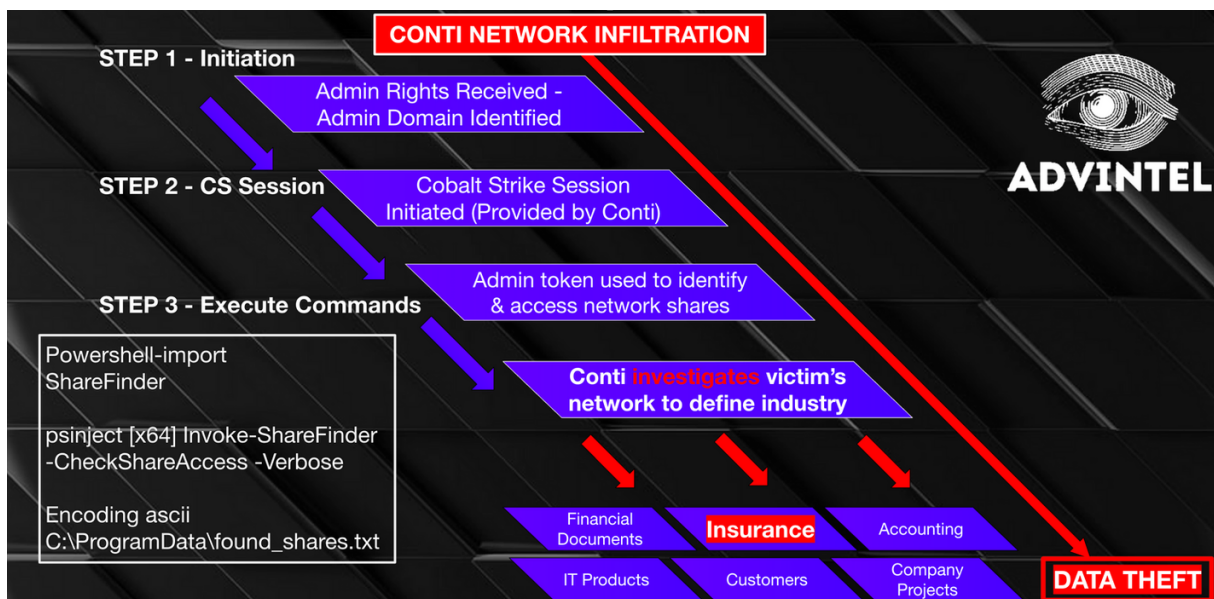 CONTI NETWORK INFILTRATION
STEP 1 - Initiation
Admin Rights Received -
Admin Domain Identified
ADVINTEL
STEP 2 - CS Session
Cobalt Strike Session
Initiated (Provided by Conti)
STEP 3 - Execute Commands
Admin token used to identify
& access network shares
Powershell-import
ShareFinder
psinject [x64] Invoke-ShareFinder
-CheckShareAccess -Verbose
Encoding ascii
C:\ProgramData\found_shares.txt
Conti investigates victim's
network to define industry
Financial
Documents
Insurance
Accounting
IT Products
Customers
Company
Projects
DATA THEFT